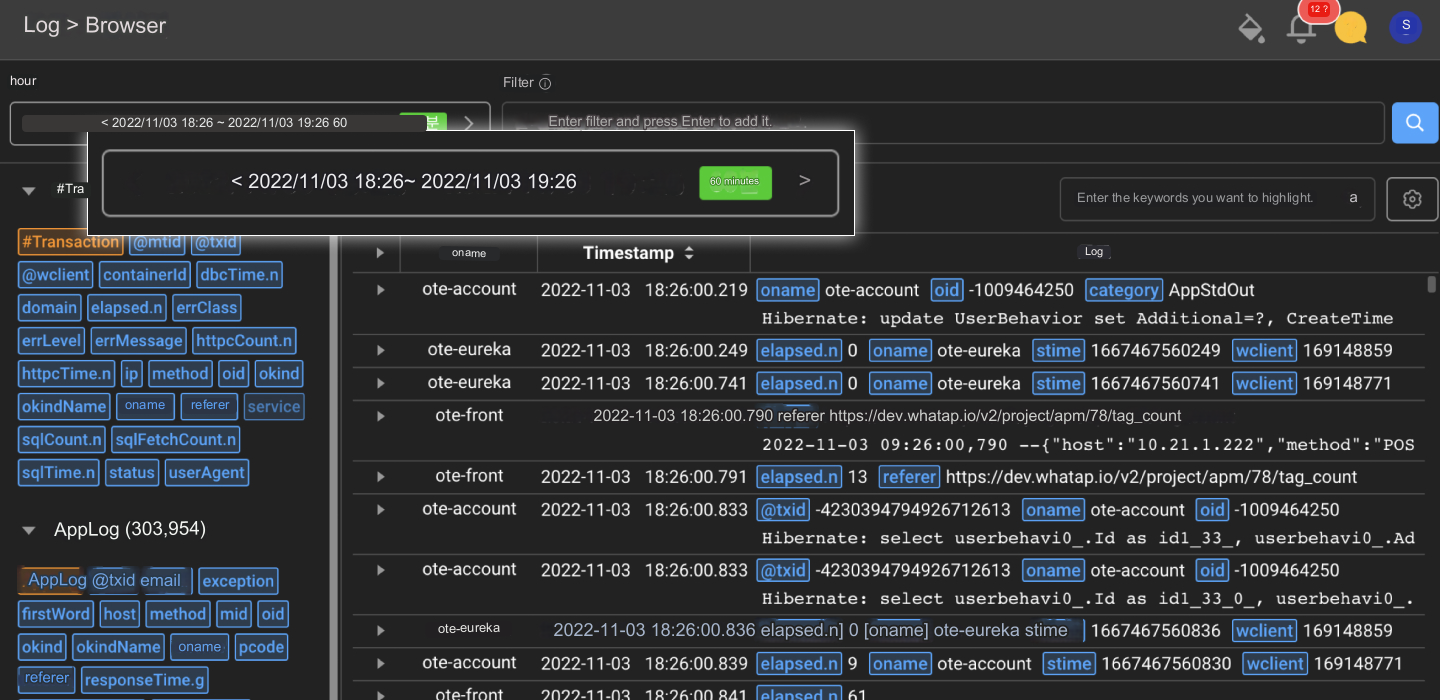 Log > Browser
12 ?
S
hour
Filter
< 2022/11/03 18:26 ~ 2022/11/03 19:26 60
분
>
Enter filter and press Enter to add it.
< 2022/11/03 18:26~ 2022/11/03 19:26
60 minutes
>
#Tra
Enter the keywords you want to highlight.
a
#Transaction @mtid @txid
@wclient containerId dbcTime.n
domain elapsed.n errClass
errLevel errMessage httpcCount.n
httpcTime.n ip method oid okind
okindName oname referer service
sqlCount.n sqlFetchCount.n
sqlTime.n status userAgent
AppLog (303,954)
AppLog @txid email exception
firstWord host method mid oid
okind okindName oname pcode
referer responseTime.g
oname Timestamp Log
ote-account 2022-11-03 18:26:00.219 oname ote-account oid -1009464250 category AppStdOut
Hibernate: update UserBehavior set Additional=?, CreateTime
ote-eureka 2022-11-03 18:26:00.249 elapsed.n 0 oname ote-eureka stime 1667467560249 wclient 169148859
ote-eureka 2022-11-03 18:26:00.741 elapsed.n 0 oname ote-eureka stime 1667467560741 wclient 169148771
ote-front 2022-11-03 18:26:00.790 referer https://dev.whatap.io/v2/project/apm/78/tag_count
2022-11-03 09:26:00,790 --{"host":"10.21.1.222","method":"POS
ote-front 2022-11-03 18:26:00.791 elapsed.n 13 referer https://dev.whatap.io/v2/project/apm/78/tag_count
ote-account 2022-11-03 18:26:00.833 @txid -4230394794926712613 oname ote-account oid -1009464250
Hibernate: select userbehavi0_.Id as id1_33_, userbehavi0_.Ad
ote-account 2022-11-03 18:26:00.833 @txid -4230394794926712613 oname ote-account oid -1009464250
Hibernate: select userbehavi0_.Id as id1_33_0_, userbehavi0_.
ote-eureka 2022-11-03 18:26:00.836 elapsed.n] 0 [oname] ote-eureka stime 1667467560836 wclient 169148859
ote-account 2022-11-03 18:26:00.839 elapsed.n 9 oname ote-account stime 1667467560830 wclient 169148771
ote-front 2022-11-03 18:26:00.841 elapsed.n 61